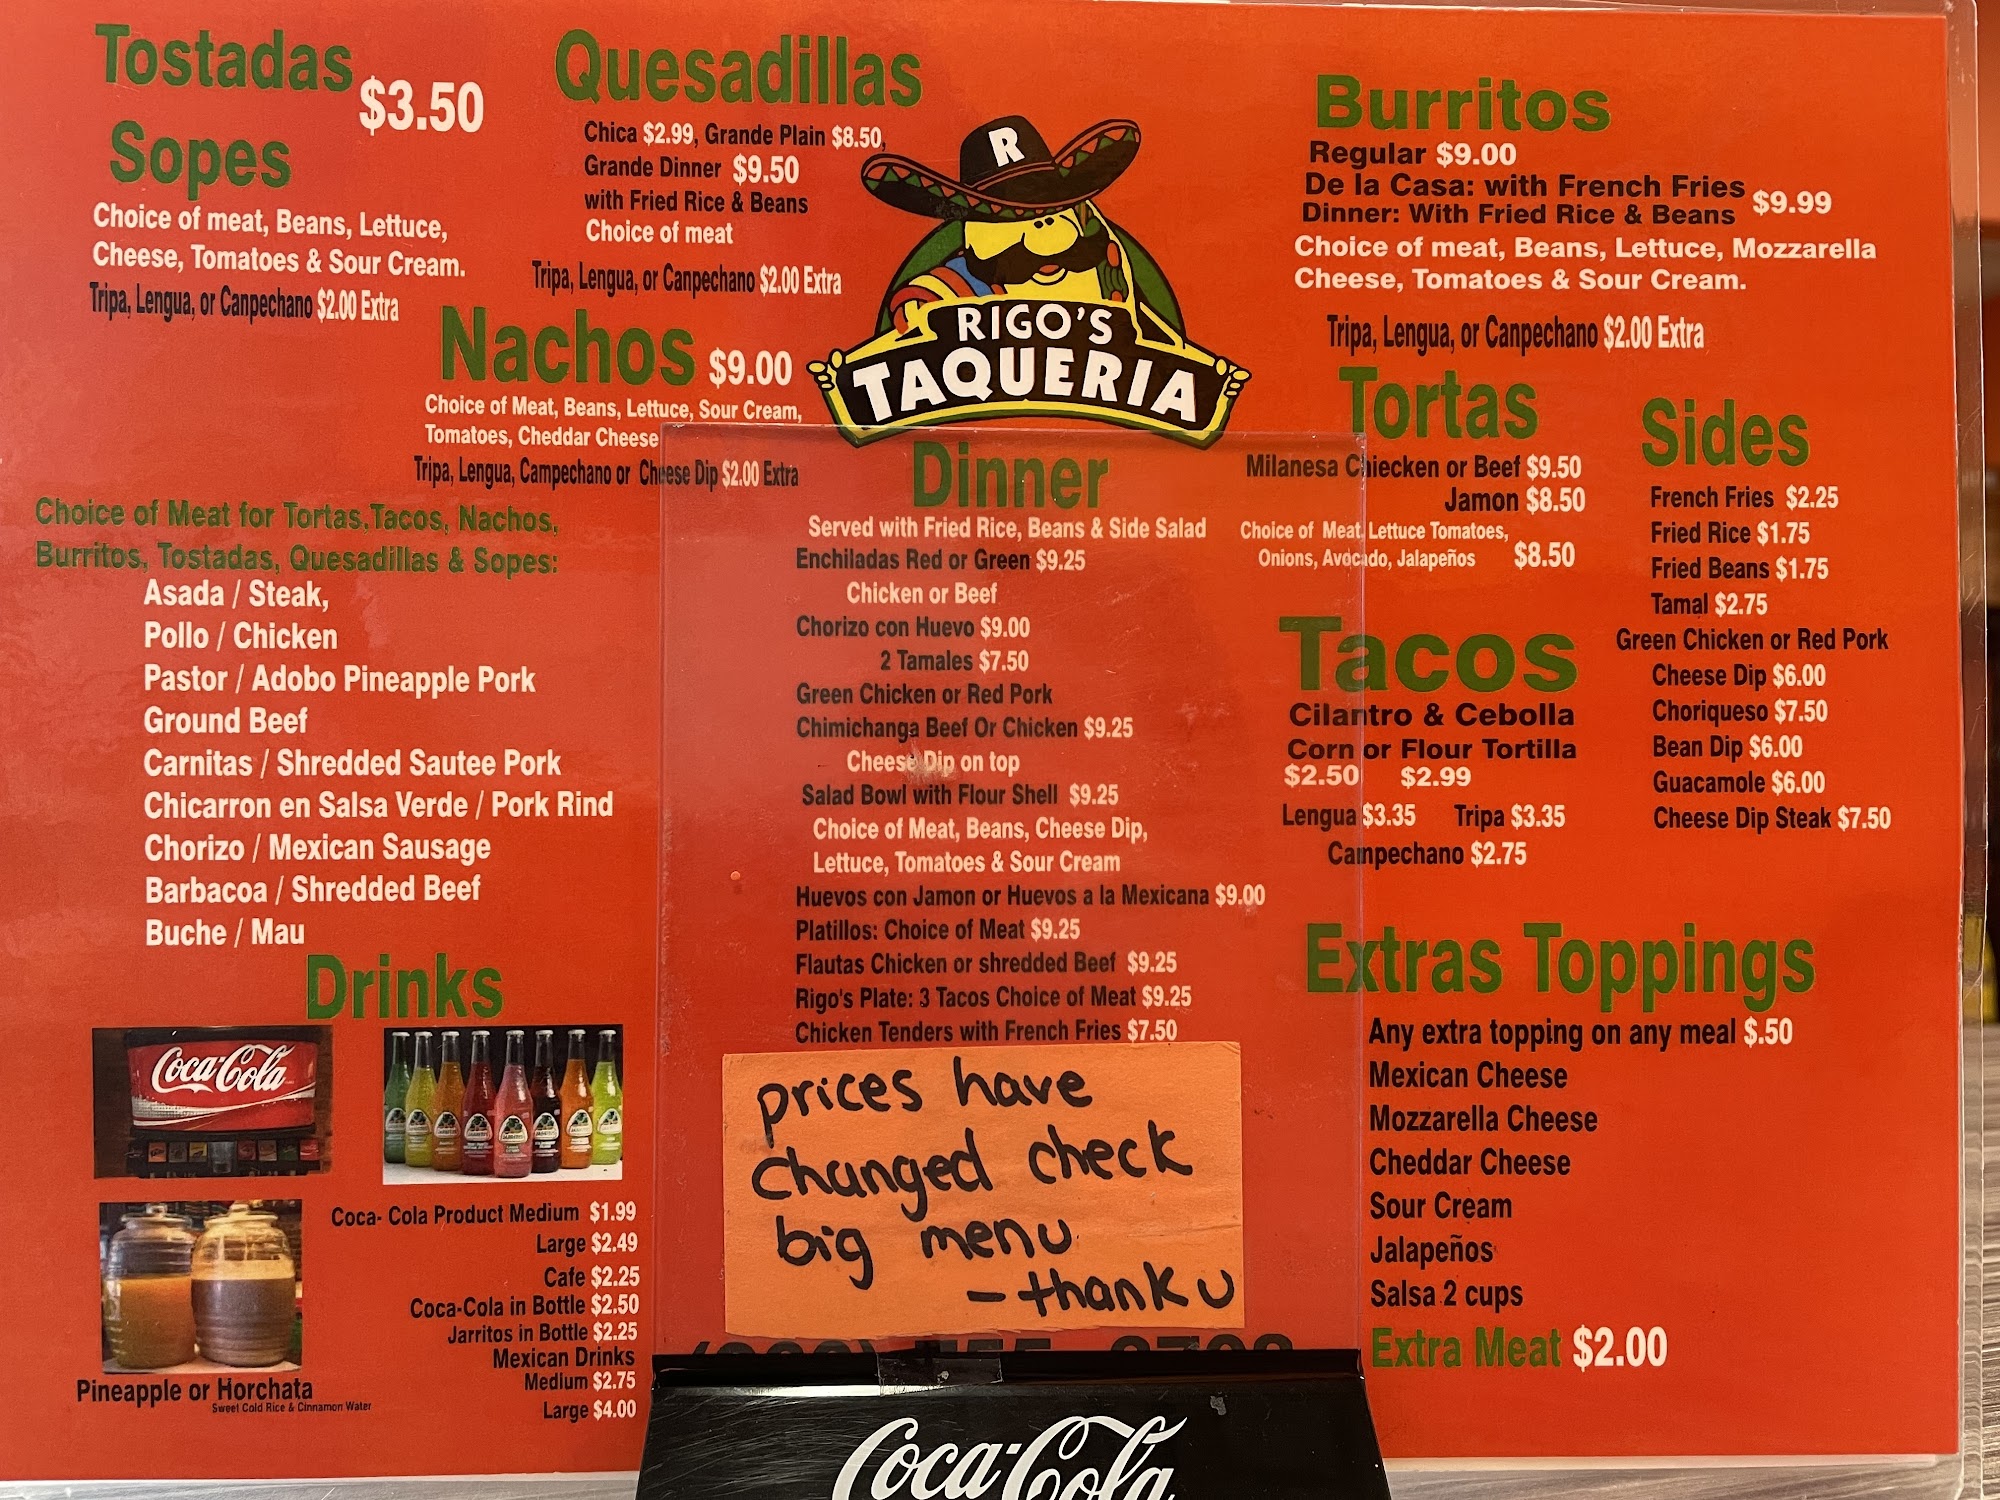 Tostadas
$3.50
Sopes
Choice of meat, Beans, Lettuce,
Cheese, Tomatoes & Sour Cream.
Tripa, Lengua, or Canpechano $2.00 Extra
Quesadillas
Chica $2.99, Grande Plain $8.50,
Grande Dinner $9.50
with Fried Rice & Beans
Choice of meat
Tripa, Lengua, or Canpechano $2.00 Extra
Nachos $9.00
Choice of Meat, Beans, Lettuce, Sour Cream,
Tomatoes, Cheddar Cheese
Tripa, Lengua, Campechano or Cheese Dip $2.00 Extra
R
RIGO'S
TAQUERIA
Burritos
Regular $9.00
De la Casa: with French Fries
Dinner: With Fried Rice & Beans $9.99
Choice of meat, Beans, Lettuce, Mozzarella
Cheese, Tomatoes & Sour Cream.
Tripa, Lengua, or Canpechano $2.00 Extra
Choice of Meat for Tortas,Tacos, Nachos,
Burritos, Tostadas, Quesadillas & Sopes:
Asada / Steak,
Pollo / Chicken
Pastor / Adobo Pineapple Pork
Ground Beef
Carnitas / Shredded Sautee Pork
Chicarron en Salsa Verde / Pork Rind
Chorizo / Mexican Sausage
Barbacoa / Shredded Beef
Buche / Mau
Dinner
Served with Fried Rice, Beans & Side Salad
Enchiladas Red or Green $9.25
Chicken or Beef
Chorizo con Huevo $9.00
2 Tamales $7.50
Green Chicken or Red Pork
Chimichanga Beef Or Chicken $9.25
Cheese Dip on top
Salad Bowl with Flour Shell $9.25
Choice of Meat, Beans, Cheese Dip,
Lettuce, Tomatoes & Sour Cream
Huevos con Jamon or Huevos a la Mexicana $9.00
Platillos: Choice of Meat $9.25
Flautas Chicken or shredded Beef $9.25
Rigo's Plate: 3 Tacos Choice of Meat $9.25
Chicken Tenders with French Fries $7.50
Tortas
Milanesa Chiecken or Beef $9.50
Jamon $8.50
Choice of Meat, Lettuce Tomatoes,
Onions, Avocado, Jalapeños $8.50
Tacos
Cilantro & Cebolla
Corn or Flour Tortilla
$2.50 $2.99
Lengua $3.35 Tripa $3.35
Campechano $2.75
Sides
French Fries $2.25
Fried Rice $1.75
Fried Beans $1.75
Tamal $2.75
Green Chicken or Red Pork
Cheese Dip $6.00
Choriqueso $7.50
Bean Dip $6.00
Guacamole $6.00
Cheese Dip Steak $7.50
Extras Toppings
Any extra topping on any meal $.50
Mexican Cheese
Mozzarella Cheese
Cheddar Cheese
Sour Cream
Jalapeños
Salsa 2 cups
Extra Meat $2.00
Drinks
Coca-Cola
Coca- Cola Product Medium $1.99
Large $2.49
Cafe $2.25
Coca-Cola in Bottle $2.50
Jarritos in Bottle $2.25
Mexican Drinks
Medium $2.75
Large $4.00
Pineapple or Horchata
Sweet Cold Rice & Cinnamon Water
prices have
changed check
big menu
- thank u
Coca-Cola